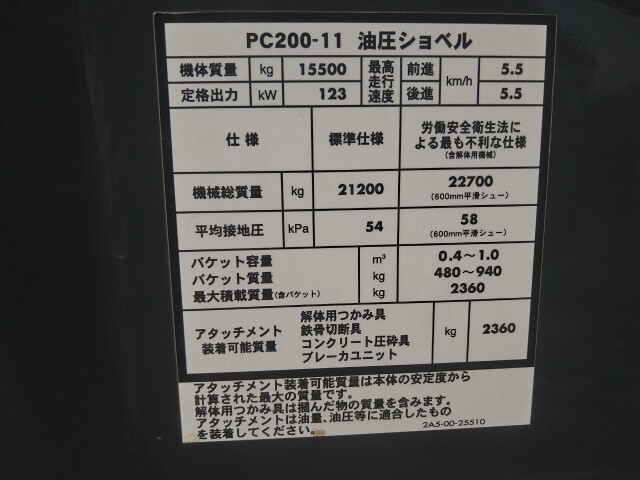 PC200-11 油圧ショベル
機体質量 kg 15500 最高走行速度 前進 km/h 5.5
定格出力 kW 123 後進 5.5
仕様 標準仕様 労働安全衛生法による最も不利な仕様 (含解体用機械)
機械総質量 kg 21200 22700 (600mm平滑シュー)
平均接地圧 kPa 54 58 (600mm平滑シュー)
バケット容量 m³ 0.4～1.0
バケット質量 kg 480～940
最大積載質量(含バケット) kg 2360
アタッチメント装着可能質量 解体用つかみ具 kg 2360
鉄骨切断具
コンクリート圧砕具
ブレーカユニット
アタッチメント装着可能質量は本体の安定度から
計算された最大の質量です。
解体用つかみ具は掴んだ物の質量を含みます。
アタッチメントは油量、油圧等に適合したもの
を装着してください。 2A5-00-25510